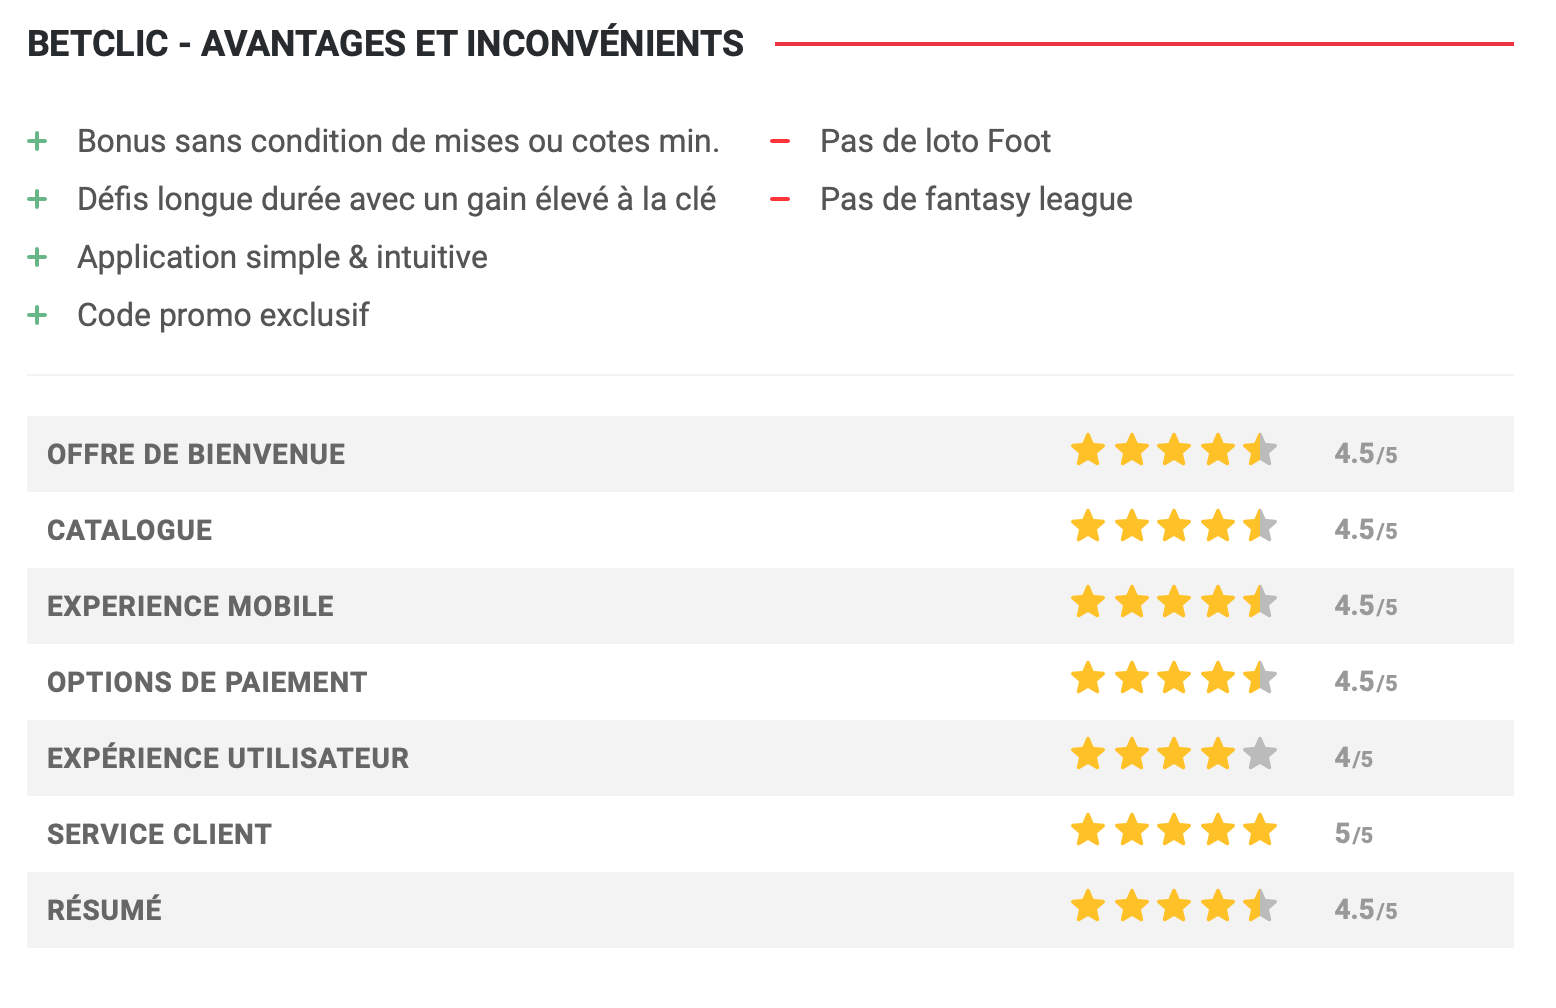 BETCLIC - AVANTAGES ET INCONVÉNIENTS
+ Bonus sans condition de mises ou cotes min.
+ Défis longue durée avec un gain élevé à la clé
+ Application simple & intuitive
+ Code promo exclusif
− Pas de loto Foot
− Pas de fantasy league
OFFRE DE BIENVENUE 4.5/5
CATALOGUE 4.5/5
EXPERIENCE MOBILE 4.5/5
OPTIONS DE PAIEMENT 4.5/5
EXPÉRIENCE UTILISATEUR 4/5
SERVICE CLIENT 5/5
RÉSUMÉ 4.5/5